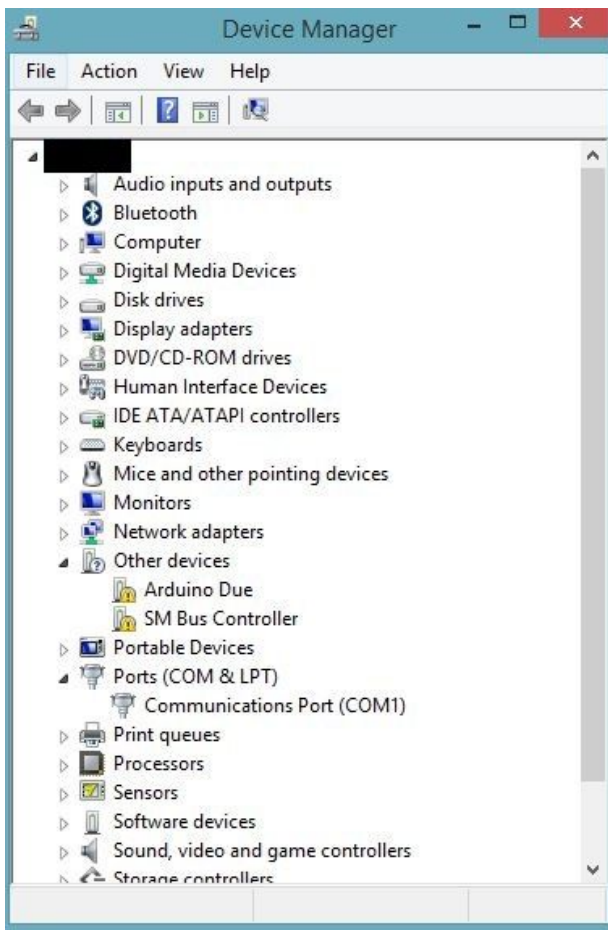 Device Manager
File Action View Help
Audio inputs and outputs
Bluetooth
Computer
Digital Media Devices
Disk drives
Display adapters
DVD/CD-ROM drives
Human Interface Devices
IDE ATA/ATAPI controllers
Keyboards
Mice and other pointing devices
Monitors
Network adapters
Other devices
Arduino Due
SM Bus Controller
Portable Devices
Ports (COM & LPT)
Communications Port (COM1)
Print queues
Processors
Sensors
Software devices
Sound, video and game controllers
Storage controllers